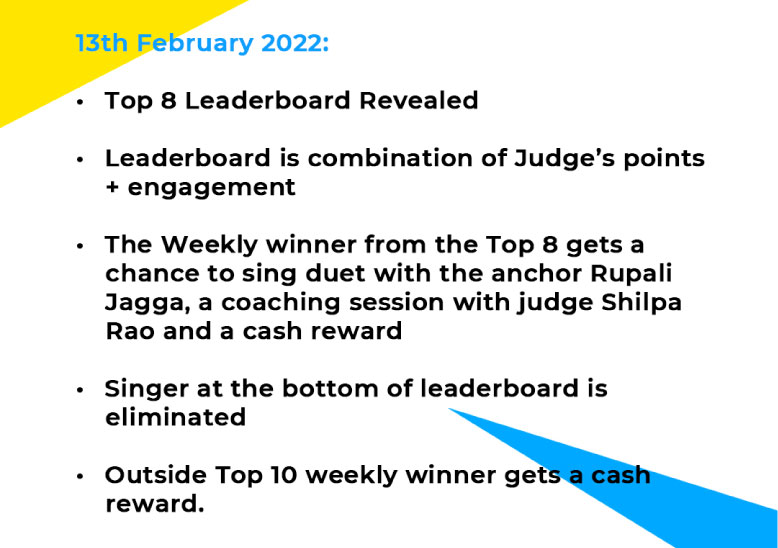 13th February 2022:
• Top 8 Leaderboard Revealed
• Leaderboard is combination of Judge’s points
+ engagement
• The Weekly winner from the Top 8 gets a
chance to sing duet with the anchor Rupali
Jagga, a coaching session with judge Shilpa
Rao and a cash reward
• Singer at the bottom of leaderboard is
eliminated
• Outside Top 10 weekly winner gets a cash
reward.